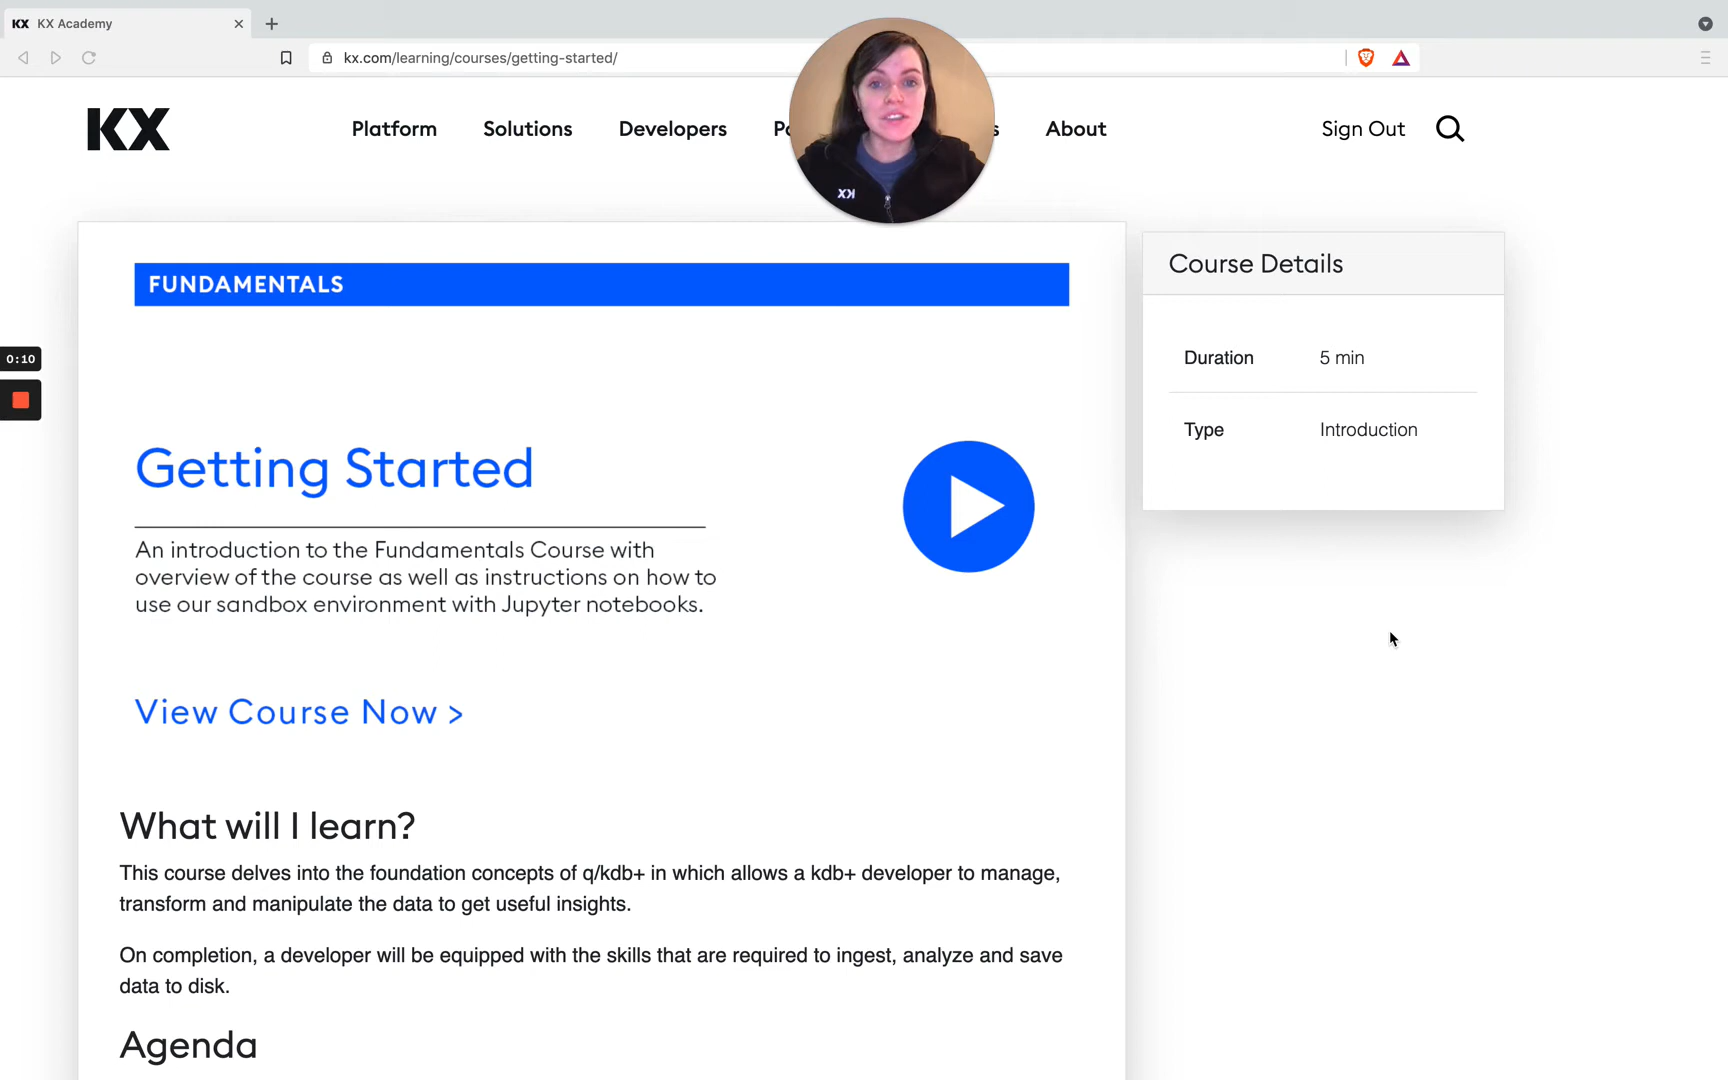 KX KX Academy
kx.com/learning/courses/getting-started/
KX
Platform Solutions Developers About Sign Out
KX
FUNDAMENTALS
Course Details
0:10
Duration 5 min
Type Introduction
Getting Started
An introduction to the Fundamentals Course with
overview of the course as well as instructions on how to
use our sandbox environment with Jupyter notebooks.
View Course Now >
What will I learn?
This course delves into the foundation concepts of q/kdb+ in which allows a kdb+ developer to manage,
transform and manipulate the data to get useful insights.
On completion, a developer will be equipped with the skills that are required to ingest, analyze and save
data to disk.
Agenda